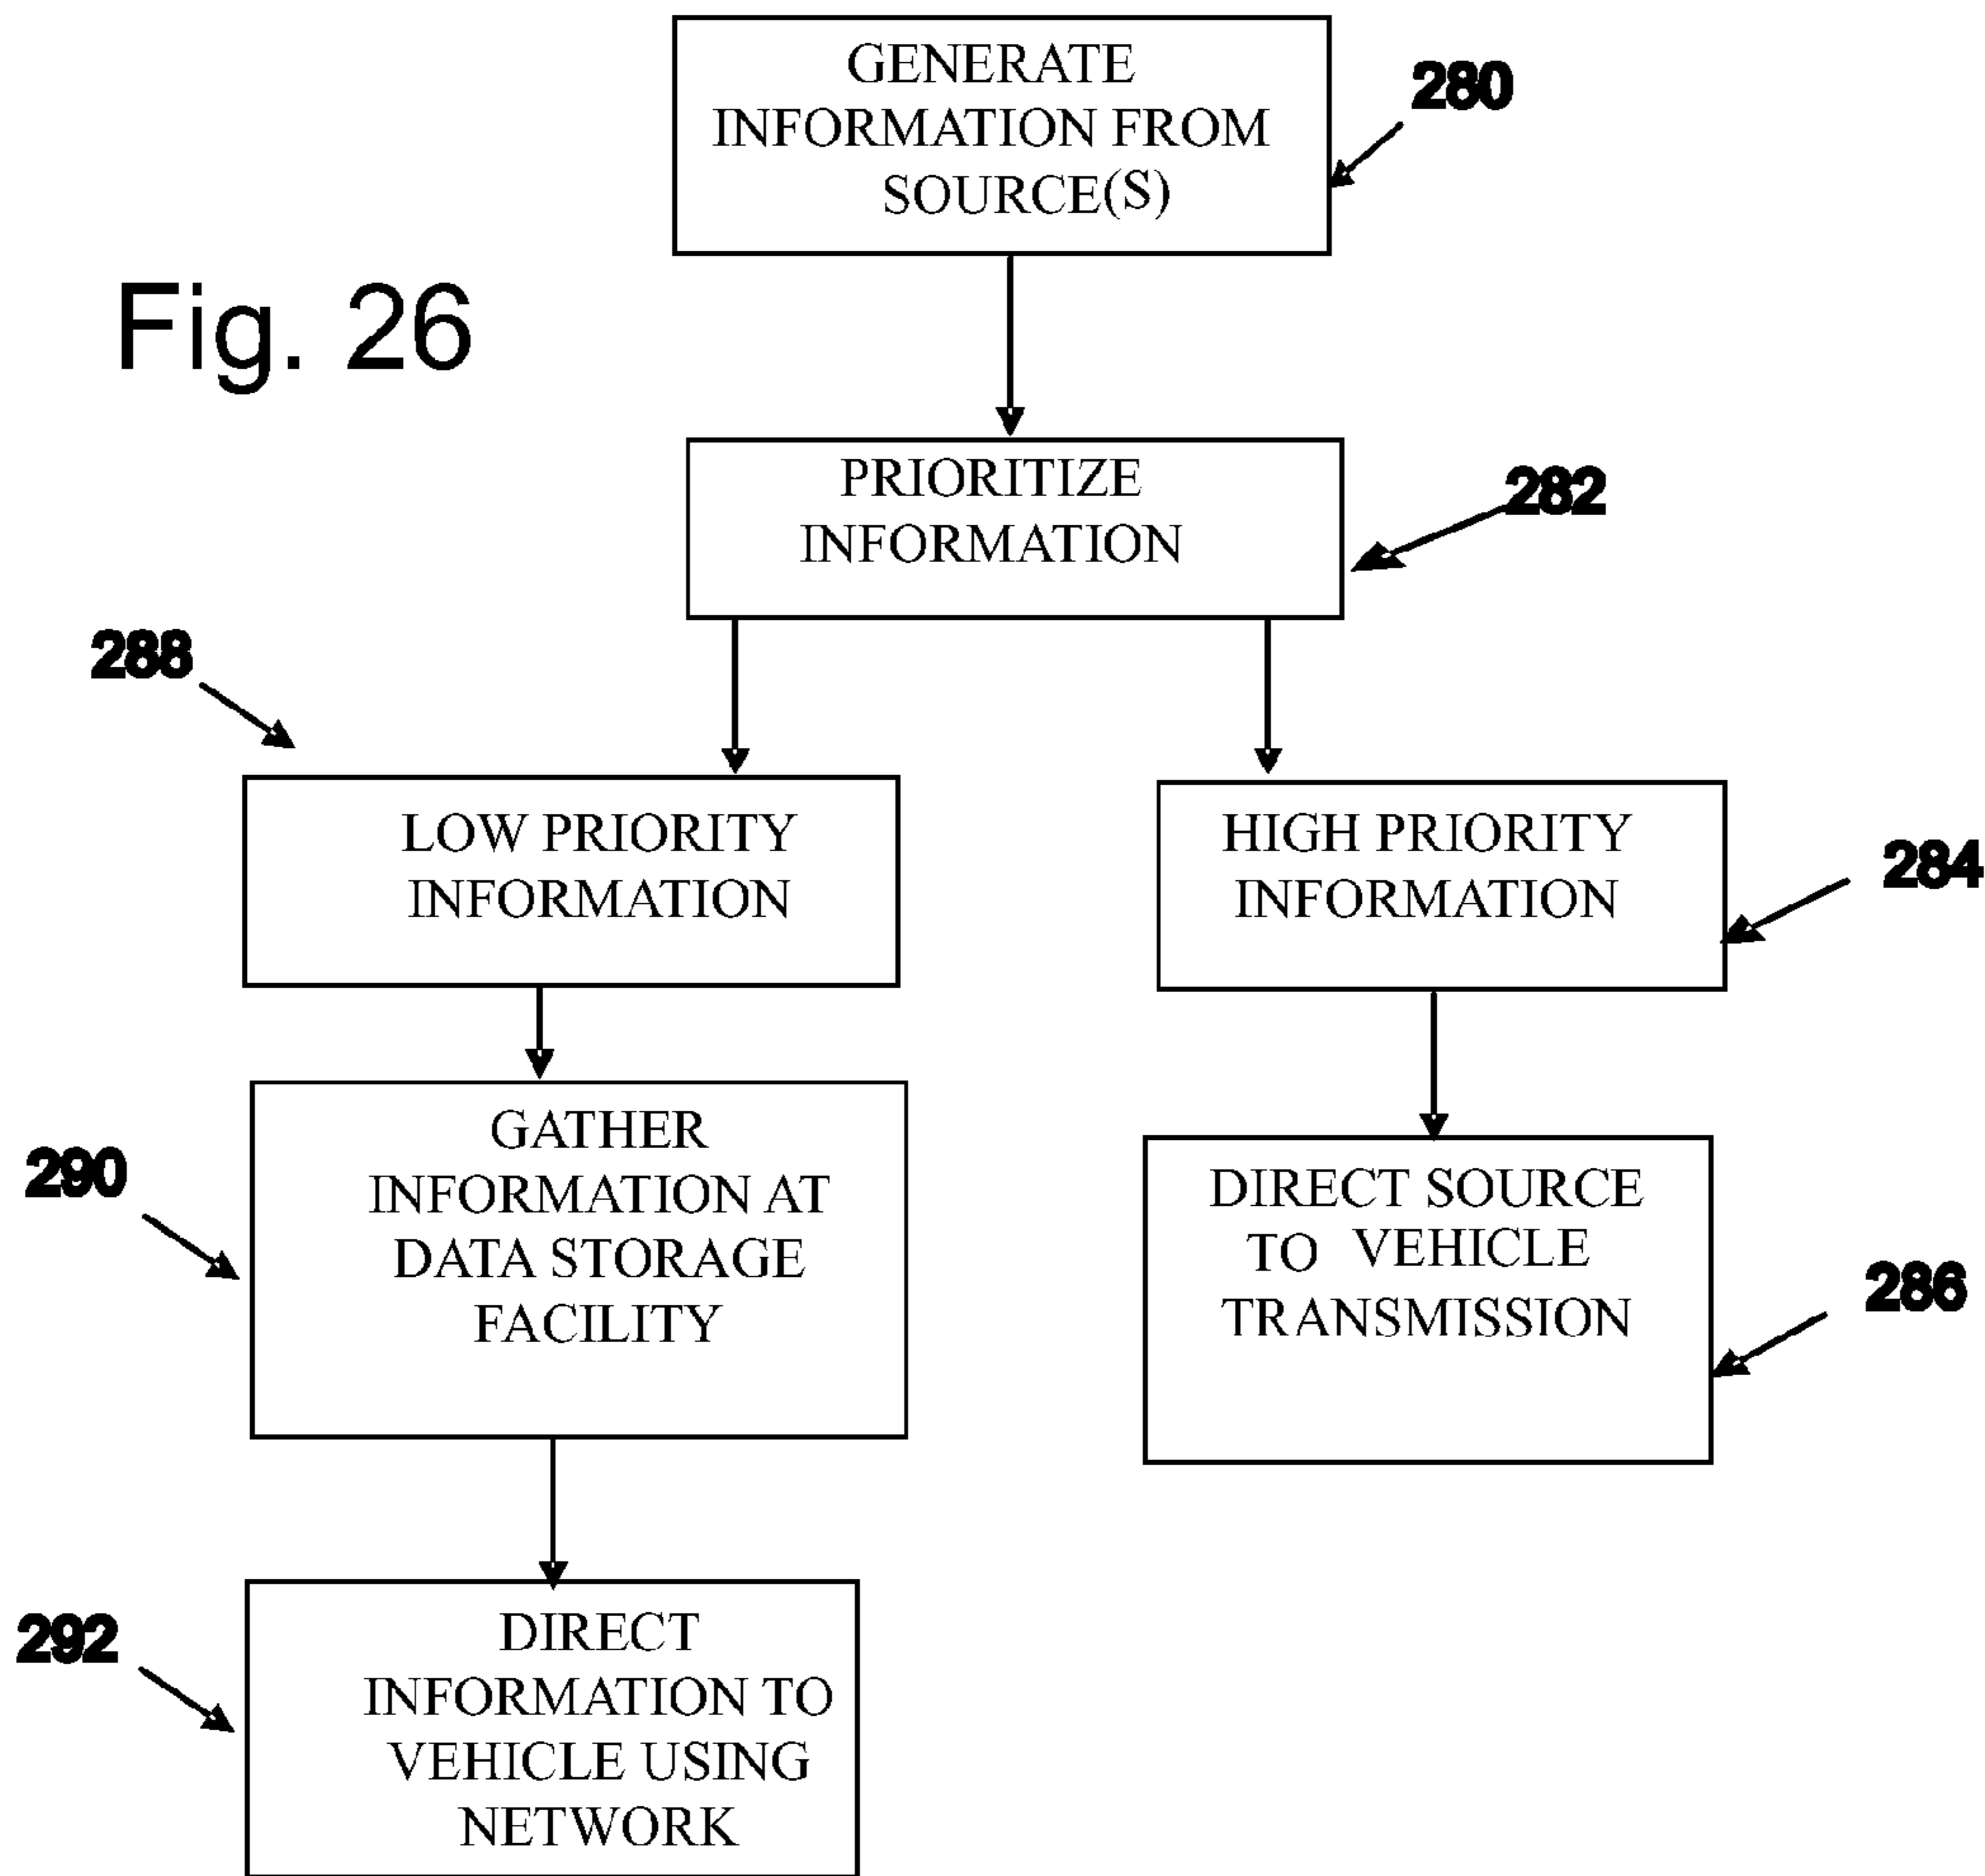 GENERATE
INFORMATION FROM
SOURCE(S)
280
Fig. 26
PRIORITIZE
INFORMATION
282
288
LOW PRIORITY
INFORMATION
HIGH PRIORITY
INFORMATION
284
290
GATHER
INFORMATION AT
DATA STORAGE
FACILITY
DIRECT SOURCE
TO VEHICLE
TRANSMISSION
286
292
DIRECT
INFORMATION TO
VEHICLE USING
NETWORK